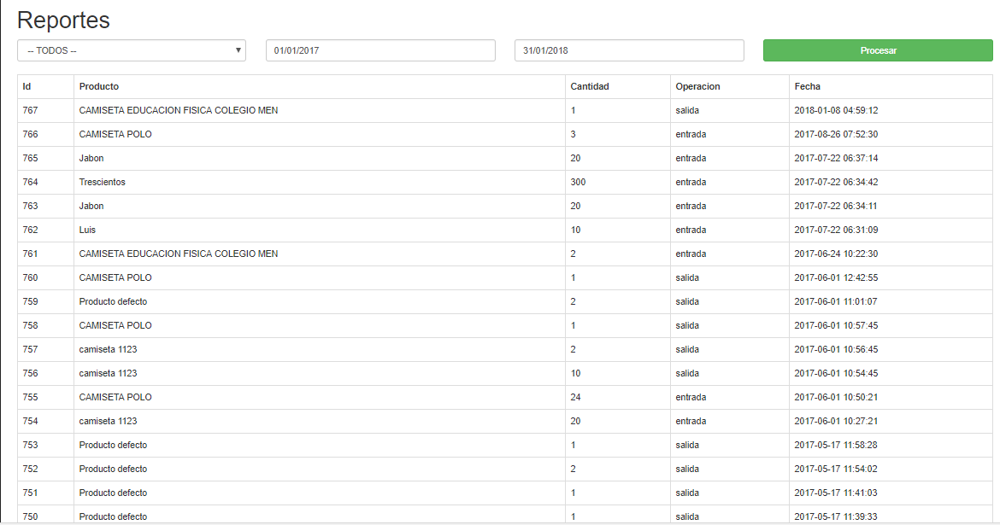 Reportes
-- TODOS -- 01/01/2017 31/01/2018 Procesar
Id Producto Cantidad Operacion Fecha
767 CAMISETA EDUCACION FISICA COLEGIO MEN 1 salida 2018-01-08 04:59:12
766 CAMISETA POLO 3 entrada 2017-08-26 07:52:30
765 Jabon 20 entrada 2017-07-22 06:37:14
764 Trescientos 300 entrada 2017-07-22 06:34:42
763 Jabon 20 entrada 2017-07-22 06:34:11
762 Luis 10 entrada 2017-07-22 06:31:09
761 CAMISETA EDUCACION FISICA COLEGIO MEN 2 entrada 2017-06-24 10:22:30
760 CAMISETA POLO 1 salida 2017-06-01 12:42:55
759 Producto defecto 2 salida 2017-06-01 11:01:07
758 CAMISETA POLO 1 salida 2017-06-01 10:57:45
757 camiseta 1123 2 salida 2017-06-01 10:56:45
756 camiseta 1123 10 salida 2017-06-01 10:54:45
755 CAMISETA POLO 24 entrada 2017-06-01 10:50:21
754 camiseta 1123 20 entrada 2017-06-01 10:27:21
753 Producto defecto 1 salida 2017-05-17 11:58:28
752 Producto defecto 2 salida 2017-05-17 11:54:02
751 Producto defecto 1 salida 2017-05-17 11:41:03
750 Producto defecto 1 salida 2017-05-17 11:39:33